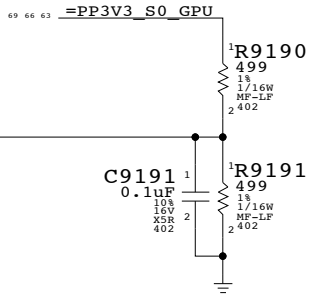 69 66 63 =PP3V3_S0_GPU
1 R9190
499
1%
1/16W
MF-LF
2 402
C9191 1
0.1uF
10%
16V
X5R 2
402
1 R9191
499
1%
1/16W
MF-LF
2 402